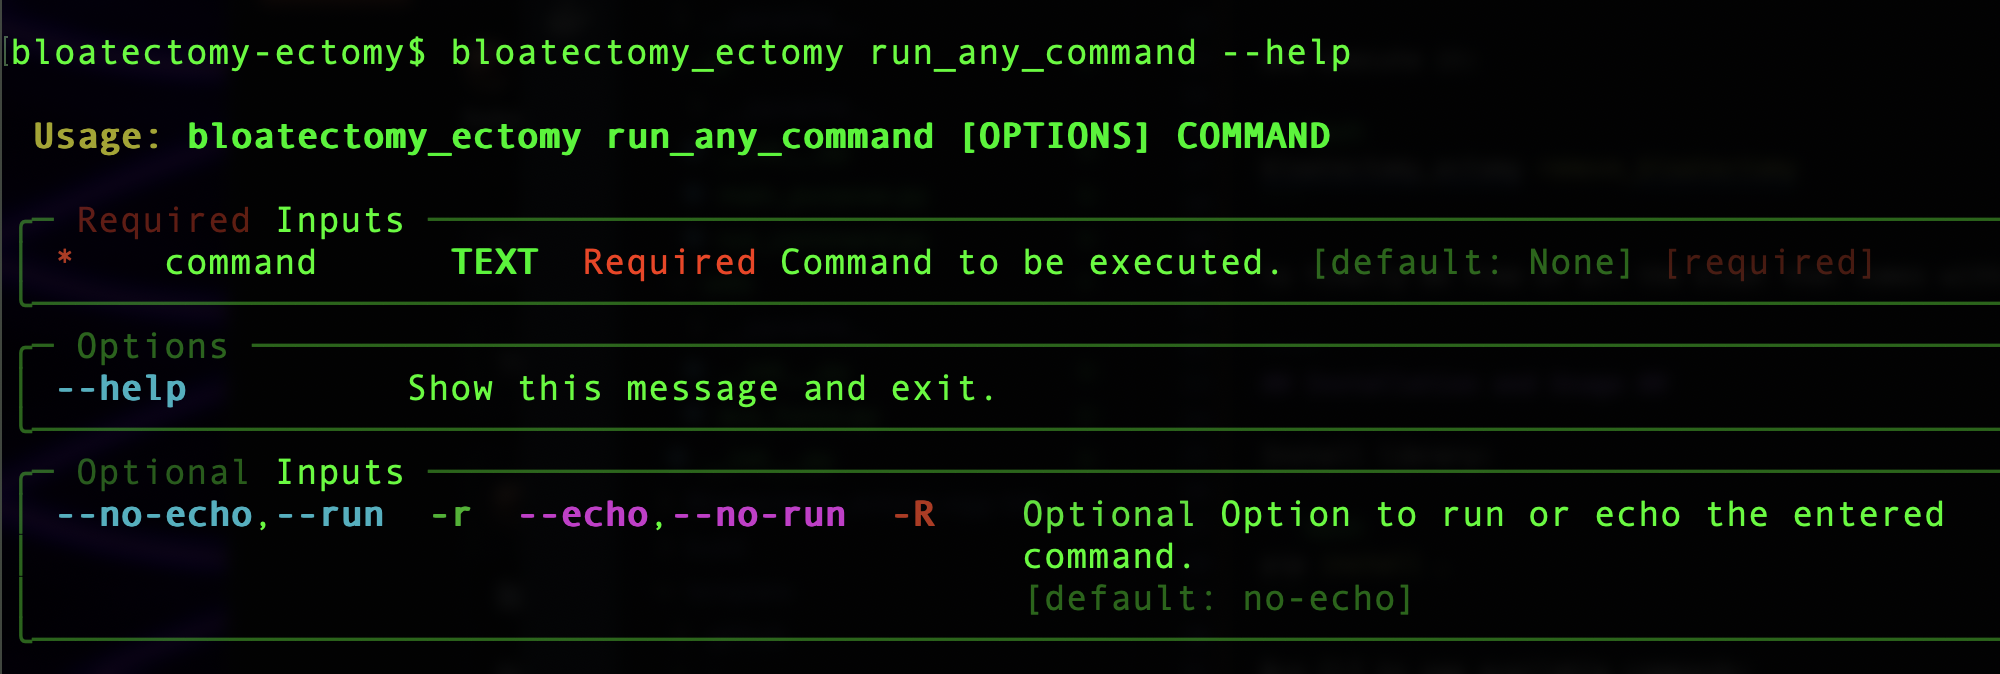 bloatectomy-ectomy$ bloatectomy_ectomy run_any_command --help
Usage: bloatectomy_ectomy run_any_command [OPTIONS] COMMAND
Required Inputs
* command TEXT Required Command to be executed. [default: None] [required]
Options
--help Show this message and exit.
Optional Inputs
--no-echo,--run -r --echo,--no-run -R Optional Option to run or echo the entered
command.
[default: no-echo]